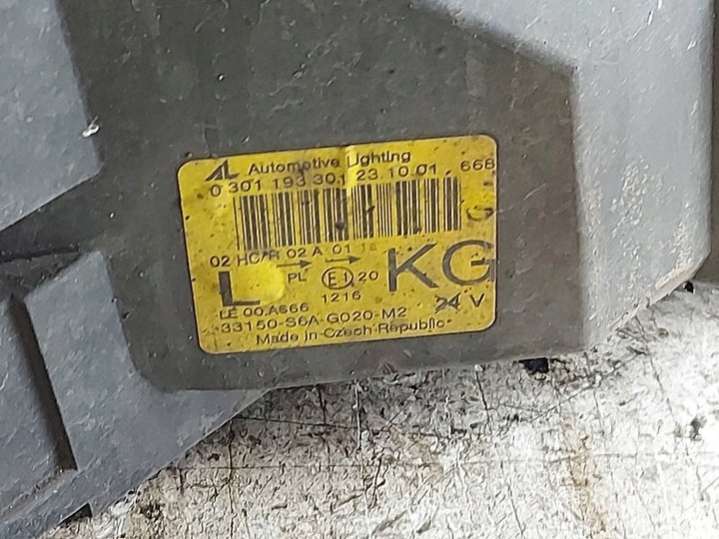 AL Automotive Lighting
0 301 193 301 23.10.01 668
02 HC/R 02 A 01
L PL E1 20 KG
1216
LE 00.A666 24 V
33150-S6A-G020-M2
Made in Czech Republic